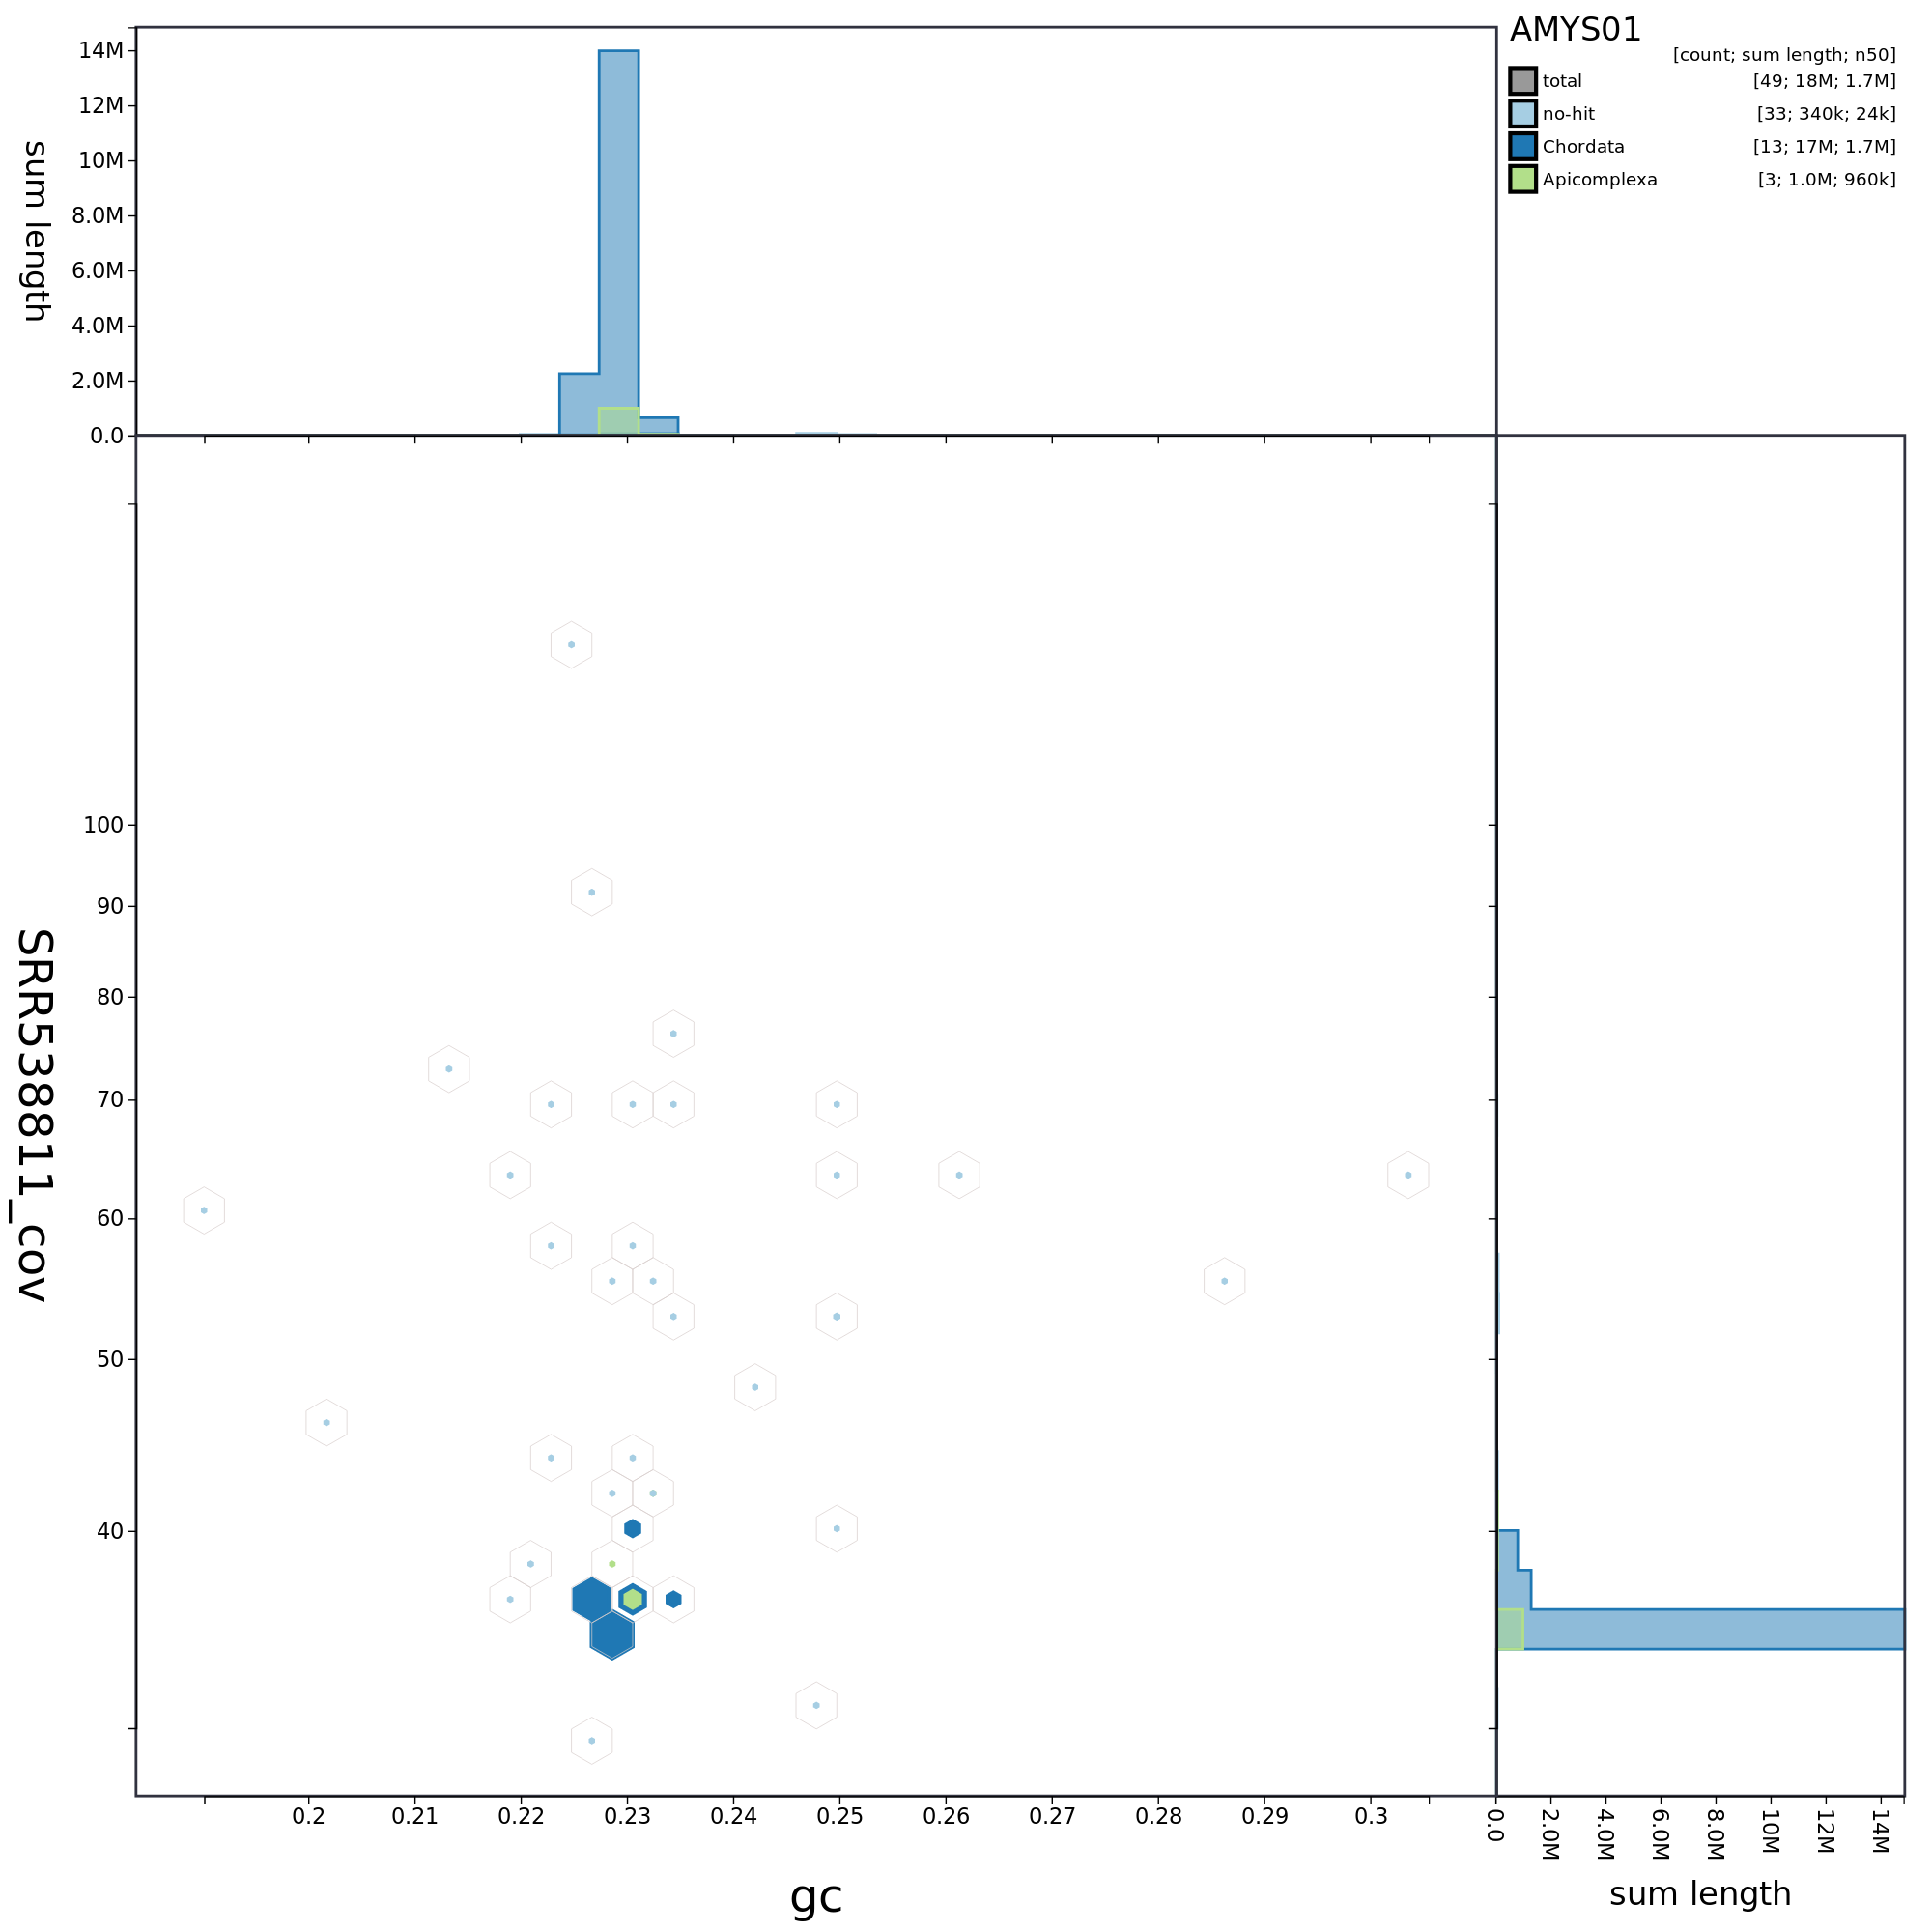 AMYS01
[count; sum length; n50]
total [49; 18M; 1.7M]
no-hit [33; 340k; 24k]
Chordata [13; 17M; 1.7M]
Apicomplexa [3; 1.0M; 960k]
sum length
14M
12M
10M
8.0M
6.0M
4.0M
2.0M
0.0
SRR538811_cov
100
90
80
70
60
50
40
0.2 0.21 0.22 0.23 0.24 0.25 0.26 0.27 0.28 0.29 0.3
gc
0.0 2.0M 4.0M 6.0M 8.0M 10M 12M 14M
sum length